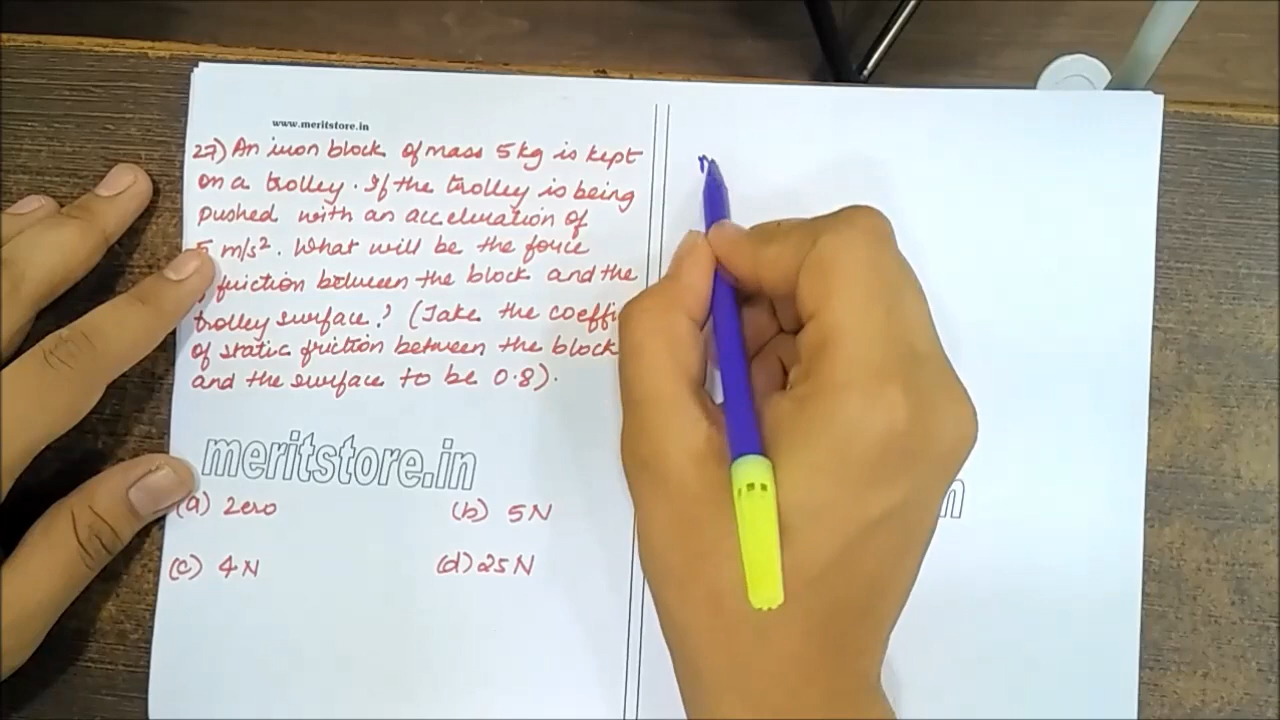 www.meritstore.in
27) An iron block of mass 5 kg is kept
on a trolley. If the trolley is being
pushed with an acceleration of
5 m/s². What will be the force
friction between the block and the
trolley surface? (Take the coeffi
of static friction between the block
and the surface to be 0.8).
meritstore.in
(a) Zero (b) 5N
(c) 4N (d) 25N